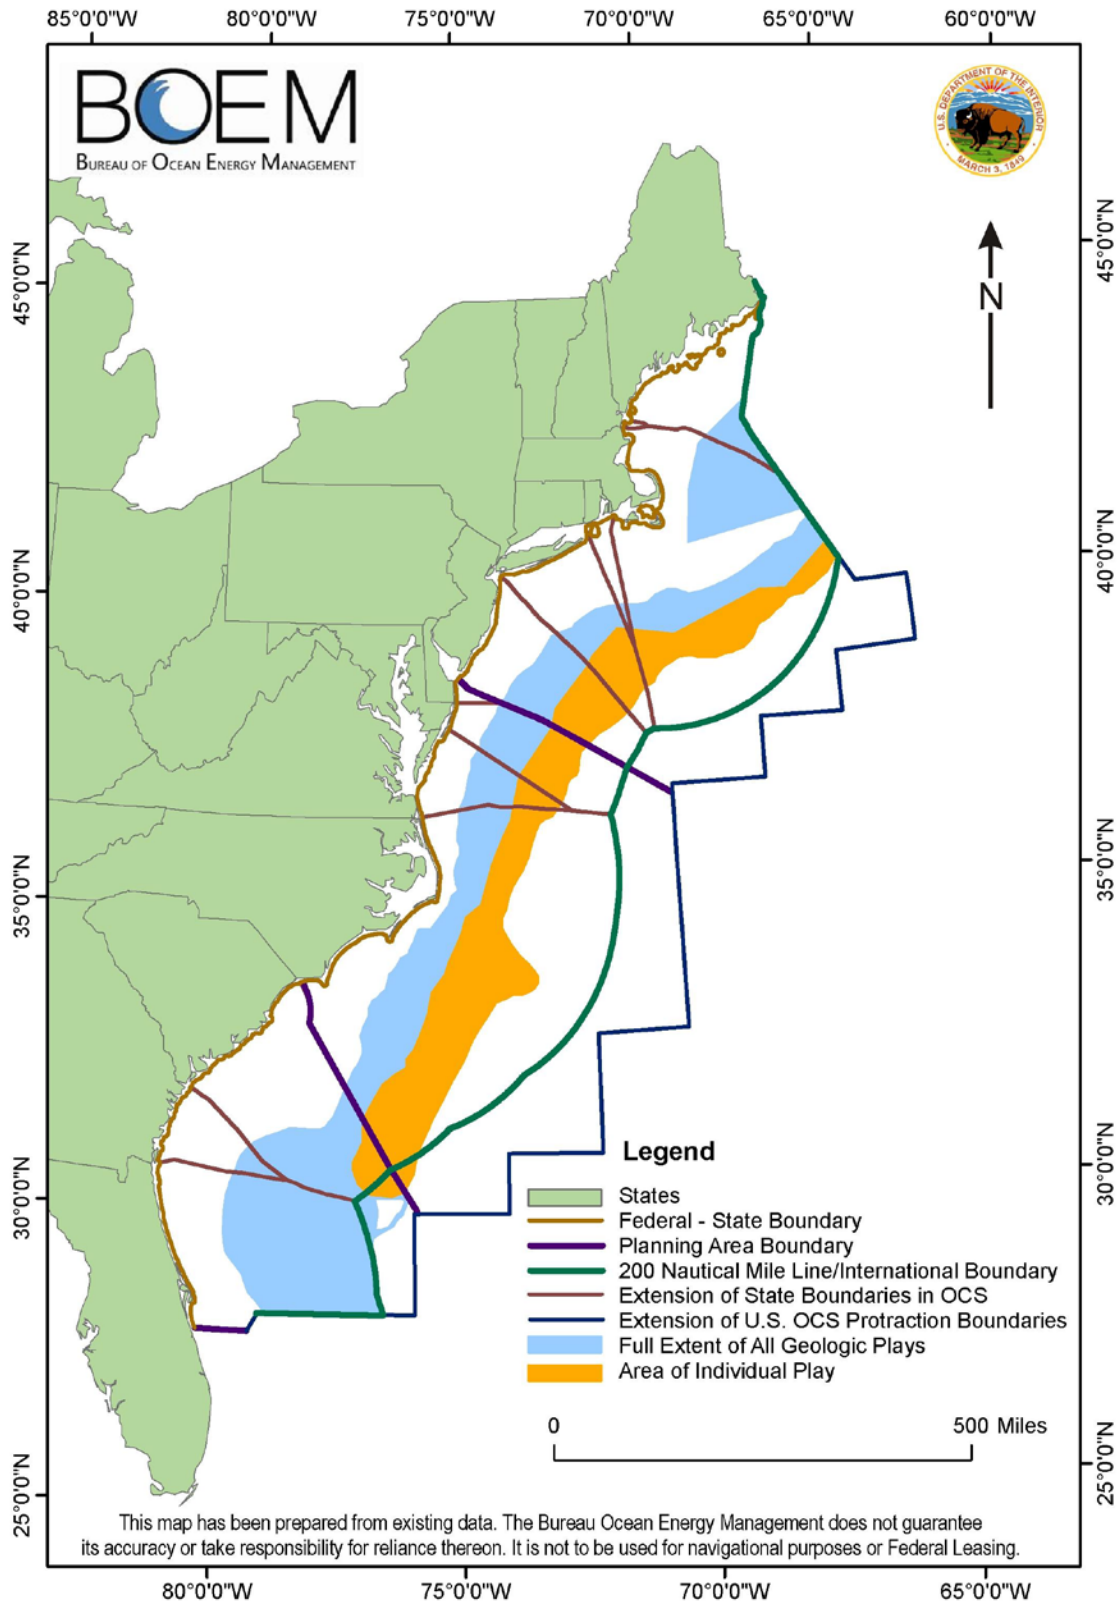 85°0'0"W 80°0'0"W 75°0'0"W 70°0'0"W 65°0'0"W 60°0'0"W
BOEM
BUREAU OF OCEAN ENERGY MANAGEMENT
U.S. DEPARTMENT OF THE INTERIOR
MARCH 3, 1849
N
45°0'0"N
40°0'0"N
35°0'0"N
30°0'0"N
25°0'0"N
45°0'0"N
40°0'0"N
35°0'0"N
30°0'0"N
25°0'0"N
Legend
States
Federal - State Boundary
Planning Area Boundary
200 Nautical Mile Line/International Boundary
Extension of State Boundaries in OCS
Extension of U.S. OCS Protraction Boundaries
Full Extent of All Geologic Plays
Area of Individual Play
0 500 Miles
This map has been prepared from existing data. The Bureau Ocean Energy Management does not guarantee
its accuracy or take responsibility for reliance thereon. It is not to be used for navigational purposes or Federal Leasing.
80°0'0"W 75°0'0"W 70°0'0"W 65°0'0"W